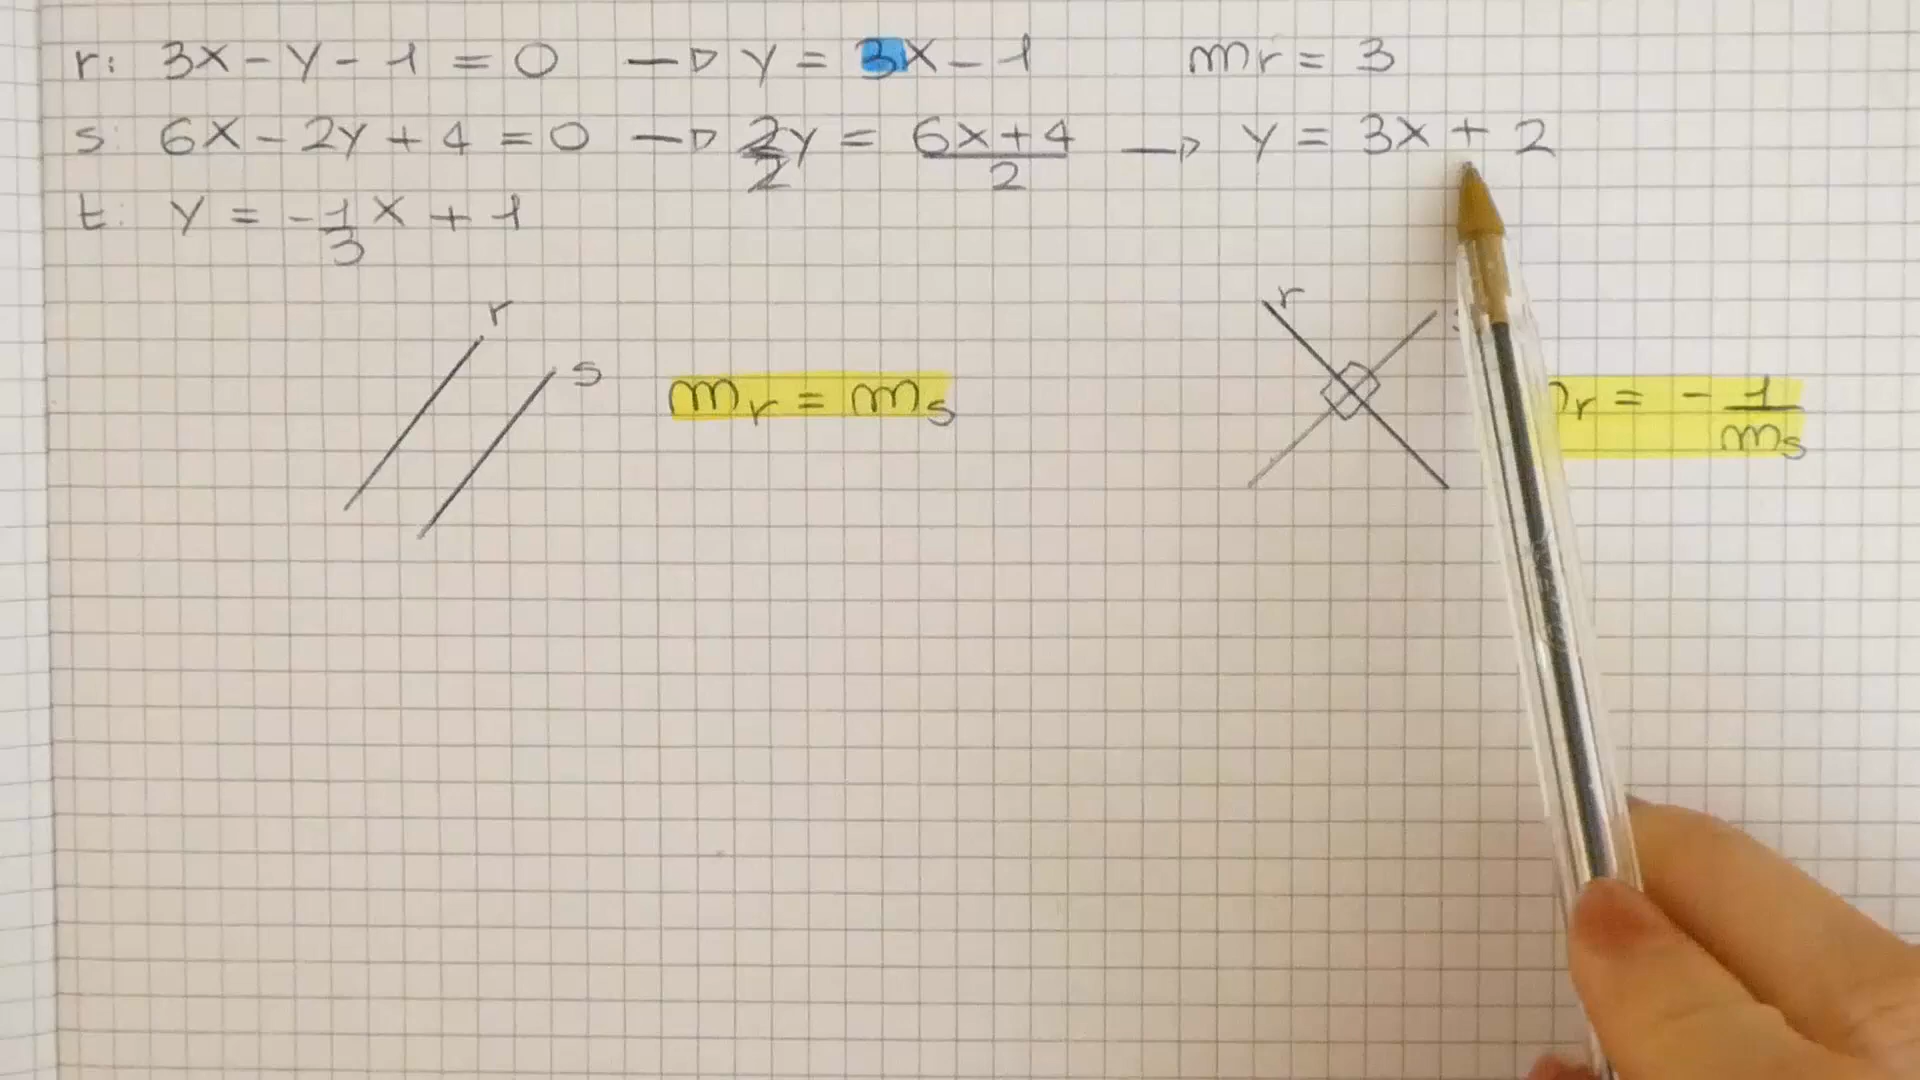 r: 3x - y - 1 = 0 → y = 3x - 1 mr = 3
s: 6x - 2y + 4 = 0 → 2y/2 = 6x + 4/2 → y = 3x + 2
t: y = -1/3 x + 1
r
s
mr = ms
r
r = - 1/ms